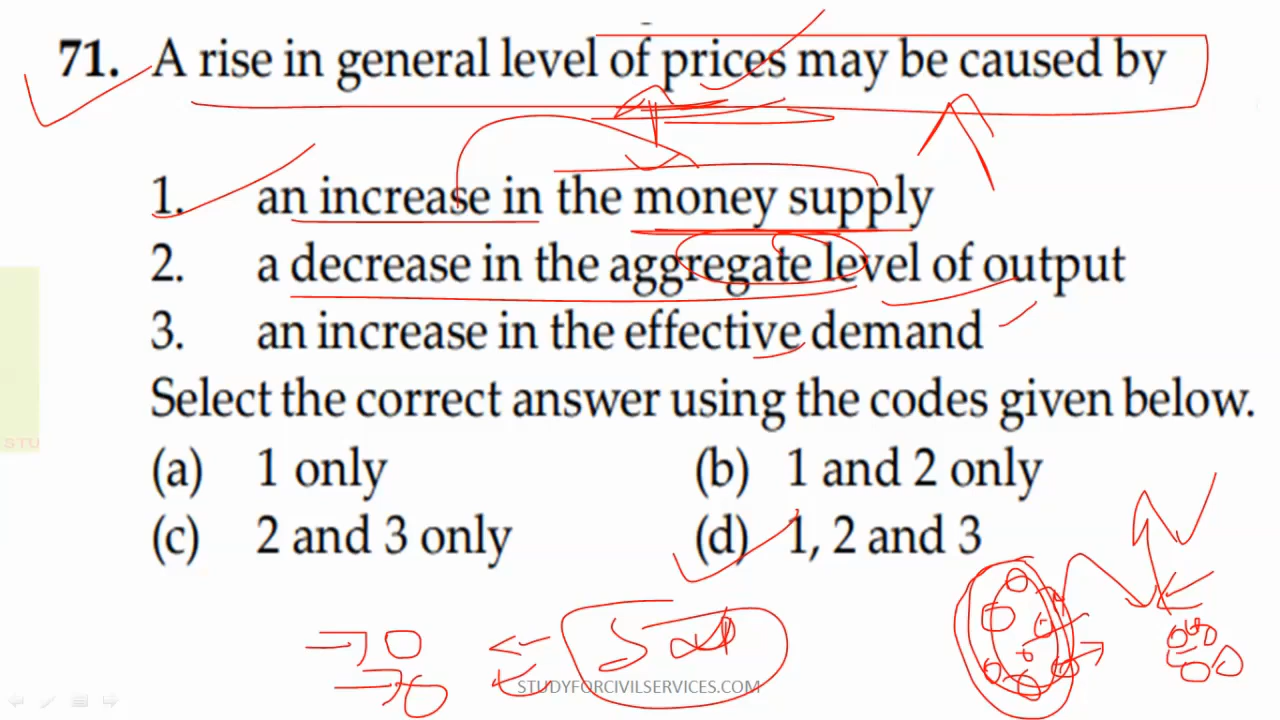 71. A rise in general level of prices may be caused by
1. an increase in the money supply
2. a decrease in the aggregate level of output
3. an increase in the effective demand
Select the correct answer using the codes given below.
(a) 1 only (b) 1 and 2 only
(c) 2 and 3 only (d) 1, 2 and 3
STU
STUDYFORCIVILSERVICES.COM